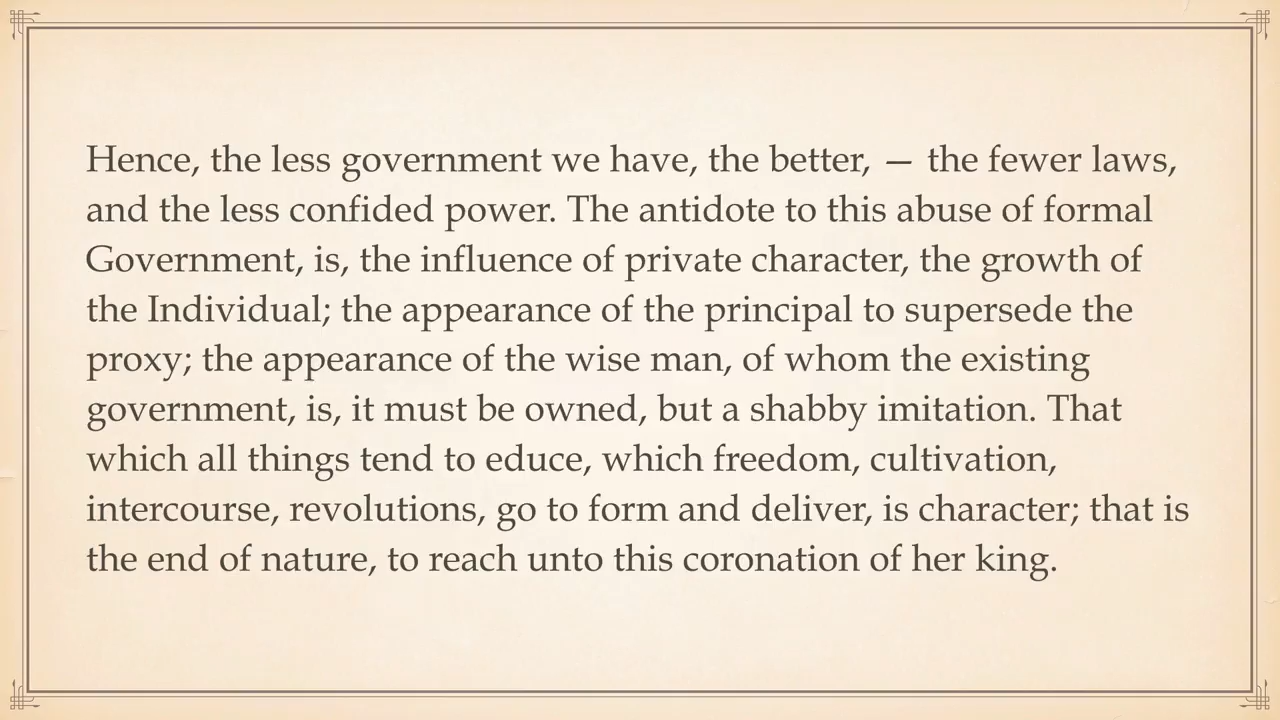 Hence, the less government we have, the better, — the fewer laws,
and the less confided power. The antidote to this abuse of formal
Government, is, the influence of private character, the growth of
the Individual; the appearance of the principal to supersede the
proxy; the appearance of the wise man, of whom the existing
government, is, it must be owned, but a shabby imitation. That
which all things tend to educe, which freedom, cultivation,
intercourse, revolutions, go to form and deliver, is character; that is
the end of nature, to reach unto this coronation of her king.